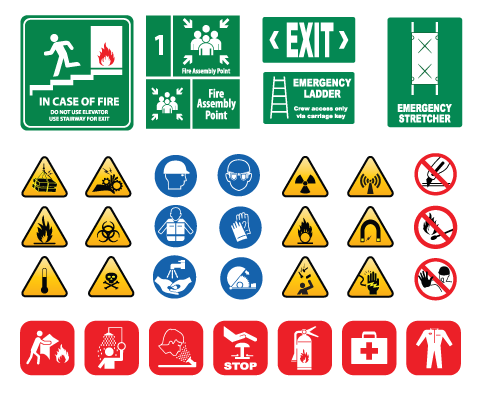 IN CASE OF FIRE
DO NOT USE ELEVATOR
USE STAIRWAY FOR EXIT
1
Fire Assembly Point
Fire
Assembly
Point
EXIT
EMERGENCY
LADDER
Crew access only
via carriage key
EMERGENCY
STRETCHER
STOP